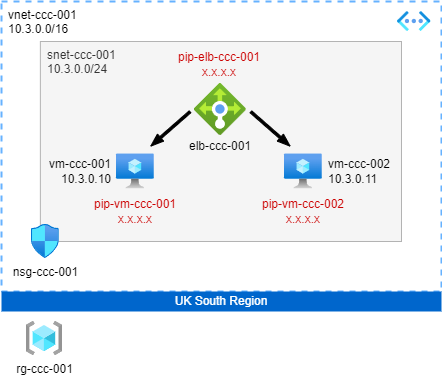 vnet-ccc-001
10.3.0.0/16
snet-ccc-001
10.3.0.0/24
pip-elb-ccc-001
x.x.x.x
elb-ccc-001
vm-ccc-001
10.3.0.10
pip-vm-ccc-001
x.x.x.x
vm-ccc-002
10.3.0.11
pip-vm-ccc-002
x.x.x.x
nsg-ccc-001
UK South Region
rg-ccc-001